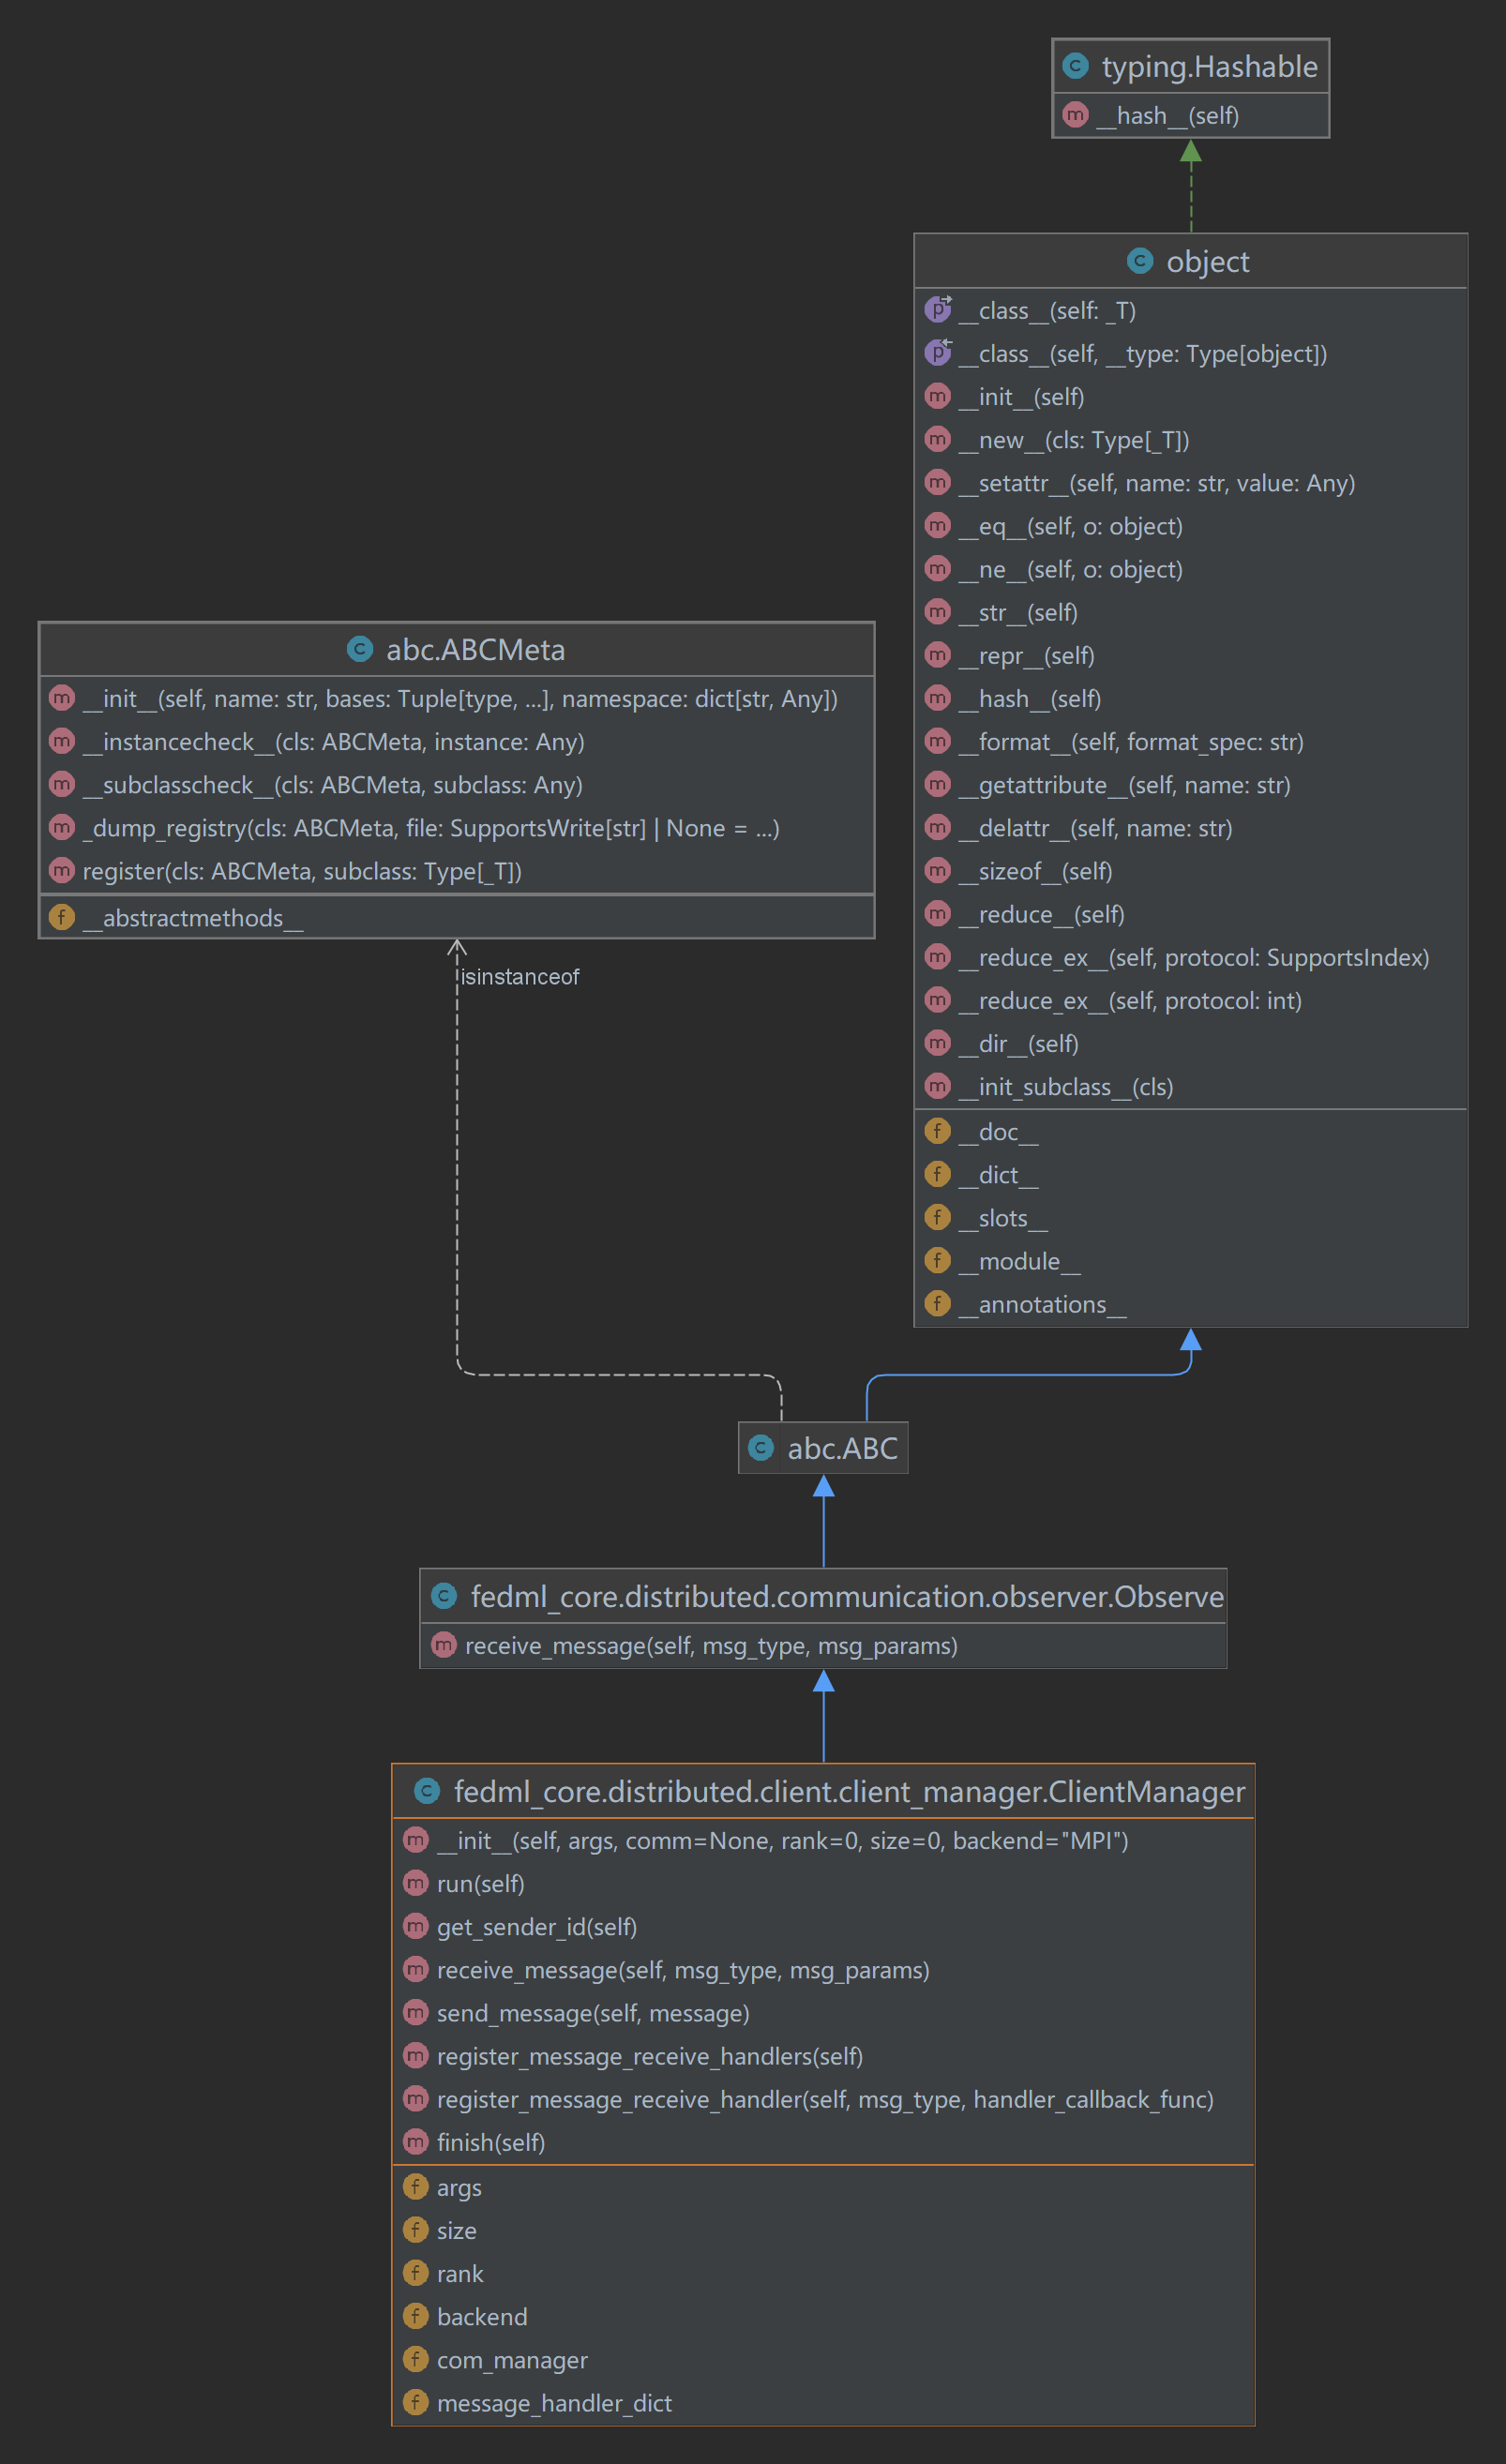 typing.Hashable
__hash__(self)
object
__class__(self: _T)
__class__(self, __type: Type[object])
__init__(self)
__new__(cls: Type[_T])
__setattr__(self, name: str, value: Any)
__eq__(self, o: object)
__ne__(self, o: object)
__str__(self)
__repr__(self)
__hash__(self)
__format__(self, format_spec: str)
__getattribute__(self, name: str)
__delattr__(self, name: str)
__sizeof__(self)
__reduce__(self)
__reduce_ex__(self, protocol: SupportsIndex)
__reduce_ex__(self, protocol: int)
__dir__(self)
__init_subclass__(cls)
__doc__
__dict__
__slots__
__module__
__annotations__
abc.ABCMeta
__init__(self, name: str, bases: Tuple[type, ...], namespace: dict[str, Any])
__instancecheck__(cls: ABCMeta, instance: Any)
__subclasscheck__(cls: ABCMeta, subclass: Any)
_dump_registry(cls: ABCMeta, file: SupportsWrite[str] | None = ...)
register(cls: ABCMeta, subclass: Type[_T])
__abstractmethods__
isinstanceof
abc.ABC
fedml_core.distributed.communication.observer.Observe
receive_message(self, msg_type, msg_params)
fedml_core.distributed.client.client_manager.ClientManager
__init__(self, args, comm=None, rank=0, size=0, backend="MPI")
run(self)
get_sender_id(self)
receive_message(self, msg_type, msg_params)
send_message(self, message)
register_message_receive_handlers(self)
register_message_receive_handler(self, msg_type, handler_callback_func)
finish(self)
args
size
rank
backend
com_manager
message_handler_dict